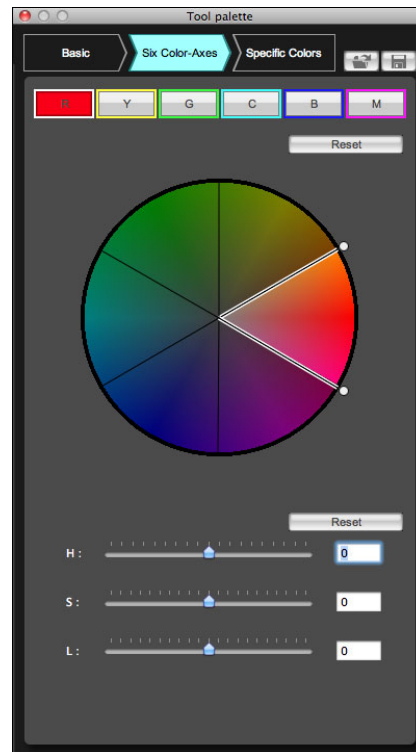 Tool palette
Basic Six Color-Axes Specific Colors
R Y G C B M
Reset
Reset
H : 0
S : 0
L : 0